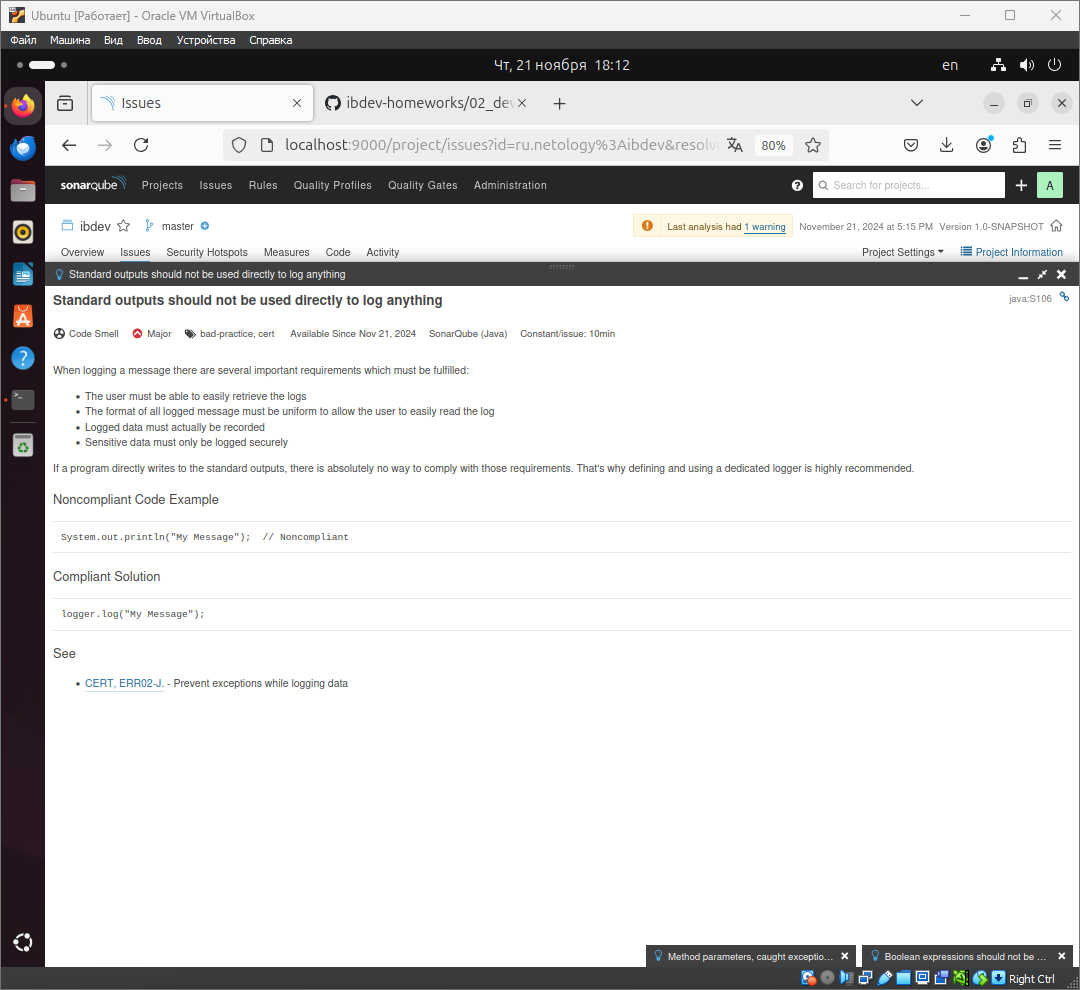 Ubuntu [Работает] - Oracle VM VirtualBox
Файл Машина Вид Ввод Устройства Справка
Чт, 21 ноября 18:12
en
Issues
ibdev-homeworks/02_dev
localhost:9000/project/issues?id=ru.netology%3Aibdev&resolv
80%
sonarqube Projects Issues Rules Quality Profiles Quality Gates Administration
Search for projects...
A
ibdev master
Last analysis had 1 warning
November 21, 2024 at 5:15 PM Version 1.0-SNAPSHOT
Overview Issues Security Hotspots Measures Code Activity
Project Settings Project Information
Standard outputs should not be used directly to log anything
Standard outputs should not be used directly to log anything
java:S106
Code Smell Major bad-practice, cert Available Since Nov 21, 2024 SonarQube (Java) Constant/issue: 10min
When logging a message there are several important requirements which must be fulfilled:
• The user must be able to easily retrieve the logs
• The format of all logged message must be uniform to allow the user to easily read the log
• Logged data must actually be recorded
• Sensitive data must only be logged securely
If a program directly writes to the standard outputs, there is absolutely no way to comply with those requirements. That's why defining and using a dedicated logger is highly recommended.
Noncompliant Code Example
System.out.println("My Message");  // Noncompliant
Compliant Solution
logger.log("My Message");
See
• CERT, ERR02-J. - Prevent exceptions while logging data
Method parameters, caught exceptio...
Boolean expressions should not be ...
Right Ctrl